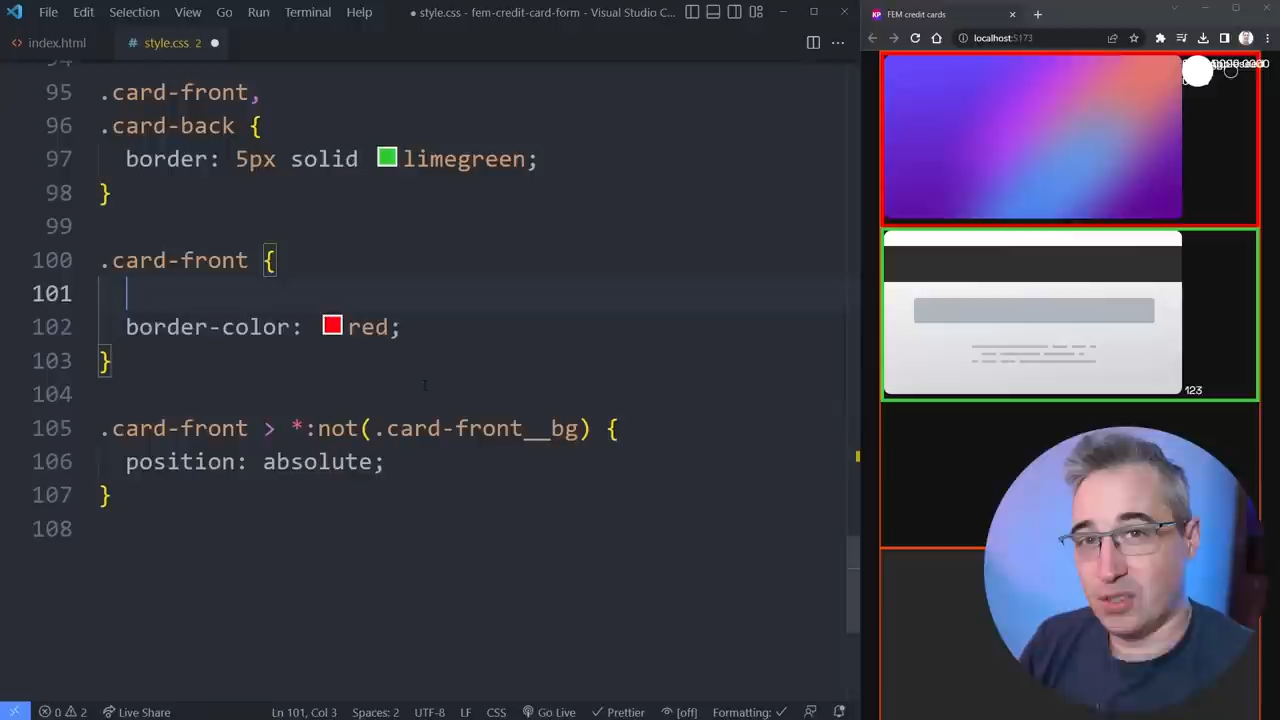 File Edit Selection View Go Run Terminal Help
● style.css - fem-credit-card-form - Visual Studio C...
FEM credit cards
index.html
style.css 2
localhost:5173
94
95 .card-front,
96 .card-back {
97 border: 5px solid limegreen;
98 }
99
100 .card-front {
101
102 border-color: red;
103 }
104
105 .card-front > *:not(.card-front__bg) {
106 position: absolute;
107 }
108
123
0 2 Live Share
Ln 101, Col 3 Spaces: 2 UTF-8 LF CSS Go Live Prettier [off] Formatting: